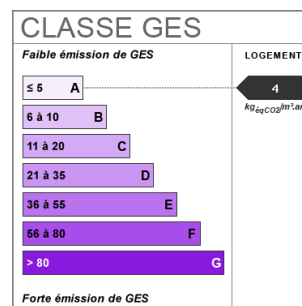 CLASSE GES
Faible émission de GES
LOGEMENT
≤ 5 A
4
kgéqCO2/m².an
6 à 10 B
11 à 20 C
21 à 35 D
36 à 55 E
56 à 80 F
> 80 G
Forte émission de GES